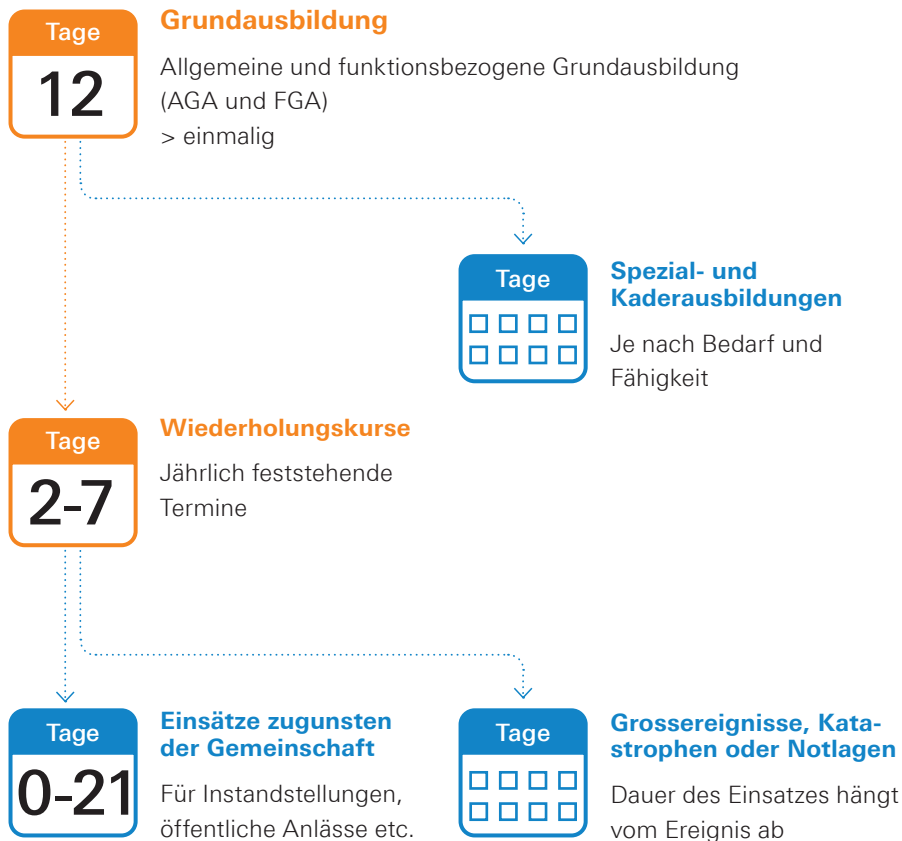 Tage
12
Grundausbildung
Allgemeine und funktionsbezogene Grundausbildung
(AGA und FGA)
> einmalig
Tage
Spezial- und
Kaderausbildungen
Je nach Bedarf und
Fähigkeit
Tage
2-7
Wiederholungskurse
Jährlich feststehende
Termine
Tage
0-21
Einsätze zugunsten
der Gemeinschaft
Für Instandstellungen,
öffentliche Anlässe etc.
Tage
Grossereignisse, Kata-
strophen oder Notlagen
Dauer des Einsatzes hängt
vom Ereignis ab